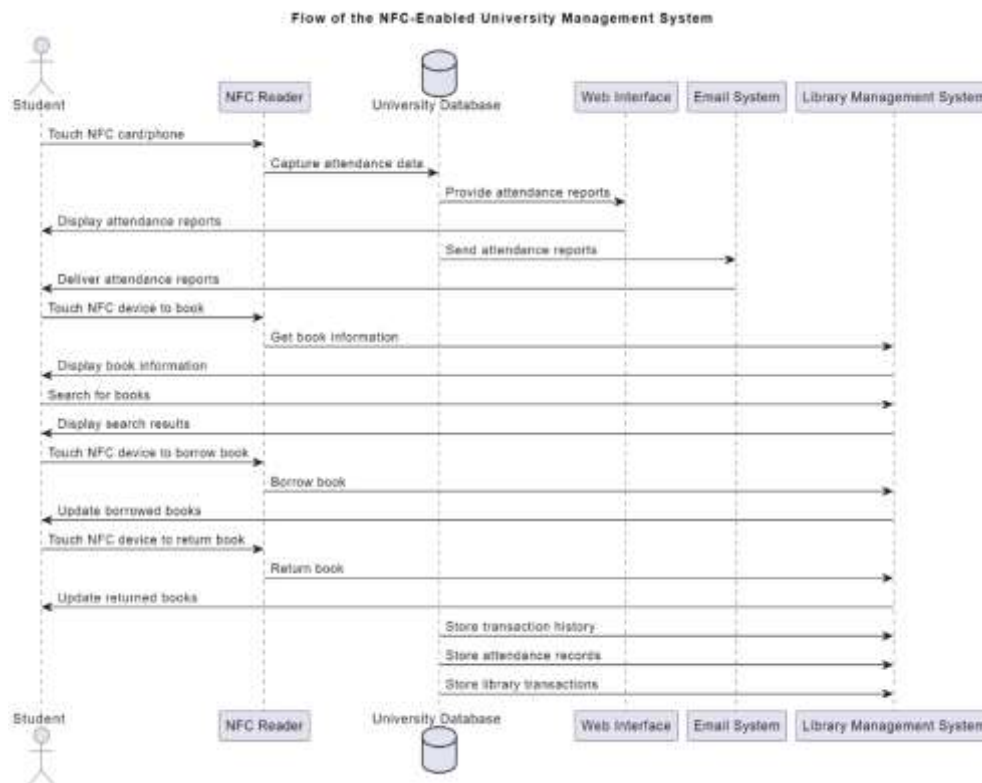 Flow of the NFC-Enabled University Management System
Student
NFC Reader
University Database
Web Interface
Email System
Library Management System
Touch NFC card/phone
Capture attendance data
Provide attendance reports
Display attendance reports
Send attendance reports
Deliver attendance reports
Touch NFC device to book
Get book information
Display book information
Search for books
Display search results
Touch NFC device to borrow book
Borrow book
Update borrowed books
Touch NFC device to return book
Return book
Update returned books
Store transaction history
Store attendance records
Store library transactions
Student
NFC Reader
University Database
Web Interface
Email System
Library Management System